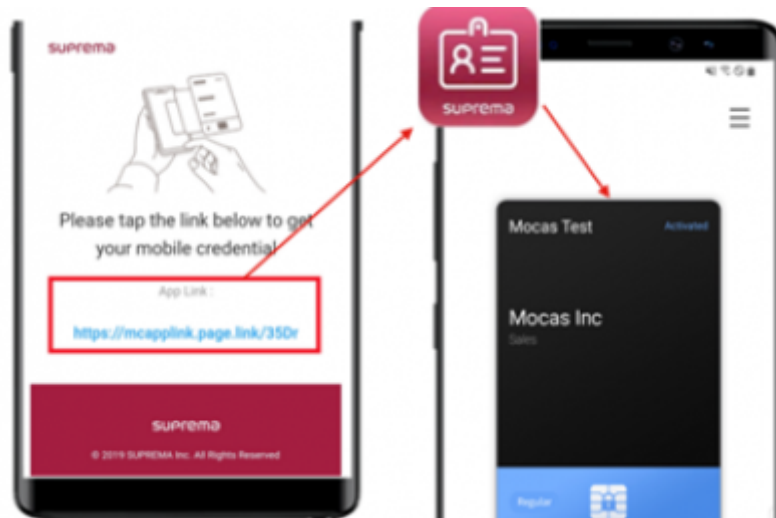 suprema
Please tap the link below to get
your mobile credential
App Link :
https://mcapplink.page.link/35Dr
suprema
© 2019 SUPREMA Inc. All Rights Reserved
suprema
Mocas Test
Activated
Mocas Inc
Sales
Regular